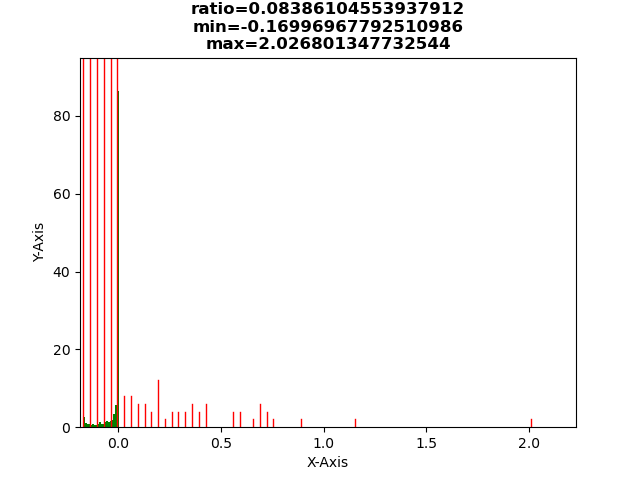 ratio=0.08386104553937912
min=-0.16996967792510986
max=2.026801347732544
80
60
40
20
0
Y-Axis
0.0 0.5 1.0 1.5 2.0
X-Axis